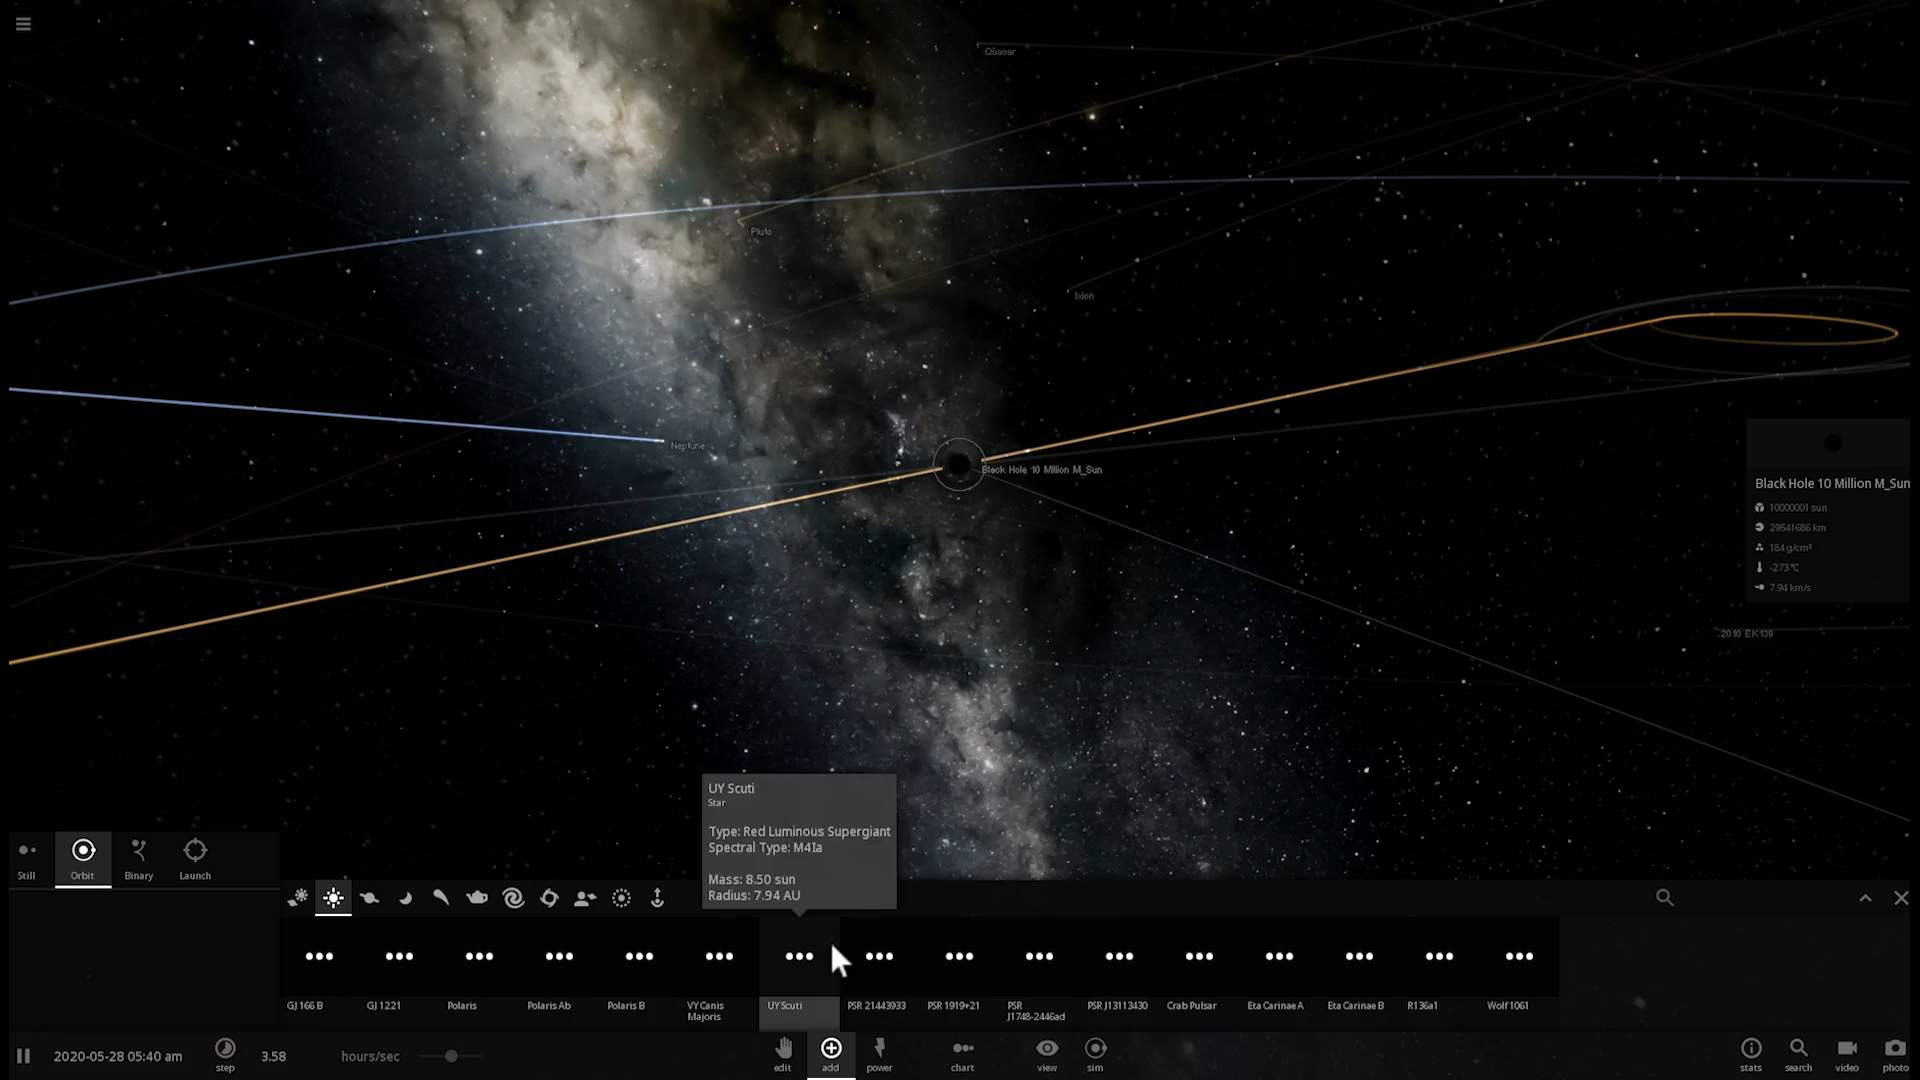 Quaoar
Pluto
Ixion
Neptune
Black Hole 10 Million M_Sun
Black Hole 10 Million M_Sun
10000001 sun
29541686 km
184 g/cm³
-273°C
7.94 km/s
2010 EK139
UY Scuti
Star
Type: Red Luminous Supergiant
Spectral Type: M4Ia
Mass: 8.50 sun
Radius: 7.94 AU
Still
Orbit
Binary
Launch
GJ 166 B
GJ 1221
Polaris
Polaris Ab
Polaris B
VY Canis
Majoris
UY Scuti
PSR 21443933
PSR 1919+21
PSR
J1748-2446ad
PSR J13113430
Crab Pulsar
Eta Carinae A
Eta Carinae B
R136a1
Wolf 1061
2020-05-28 05:40 am
step
3.58
hours/sec
edit
add
power
chart
view
sim
stats
search
video
photo